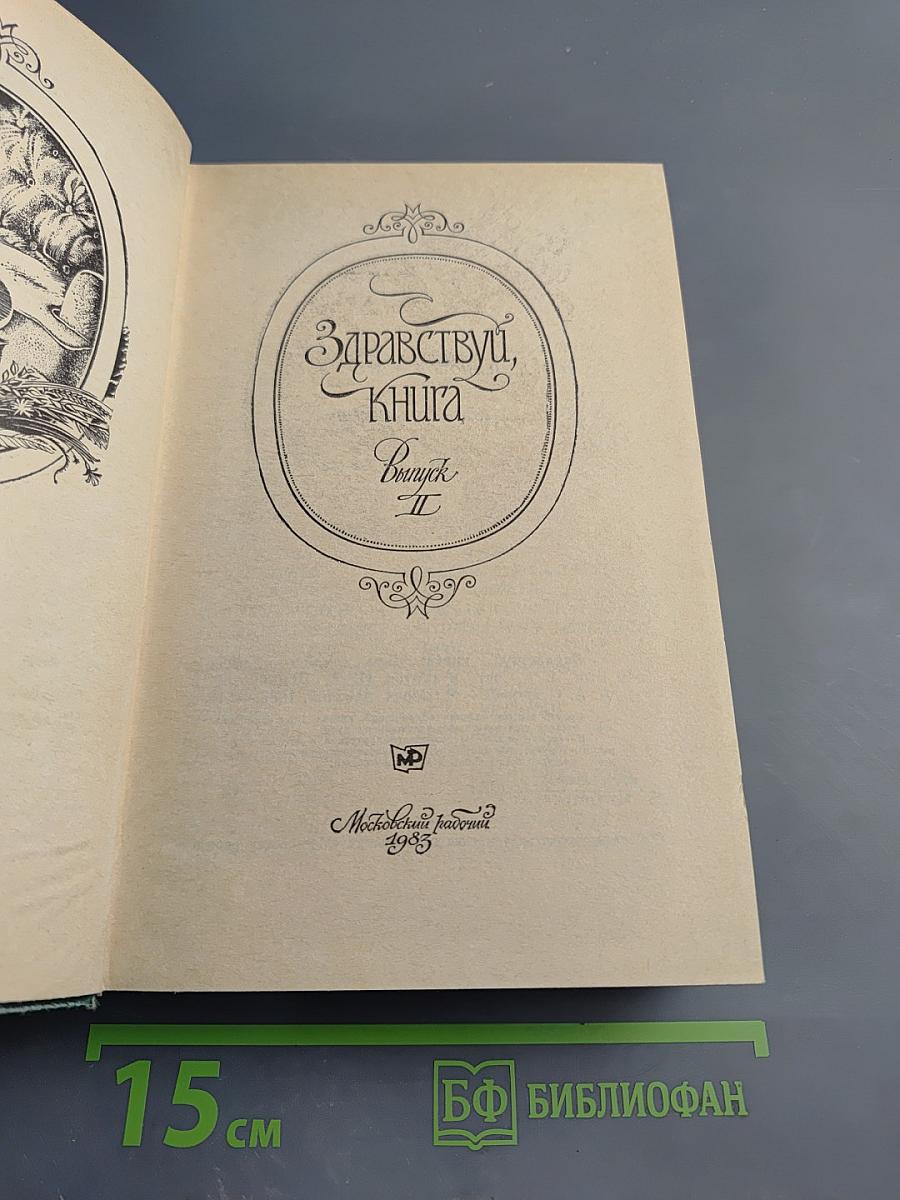 Здравствуй,
книга
Выпуск
II
МР
Московский рабочий
1983
15 см
БФ БИБЛИОФАН